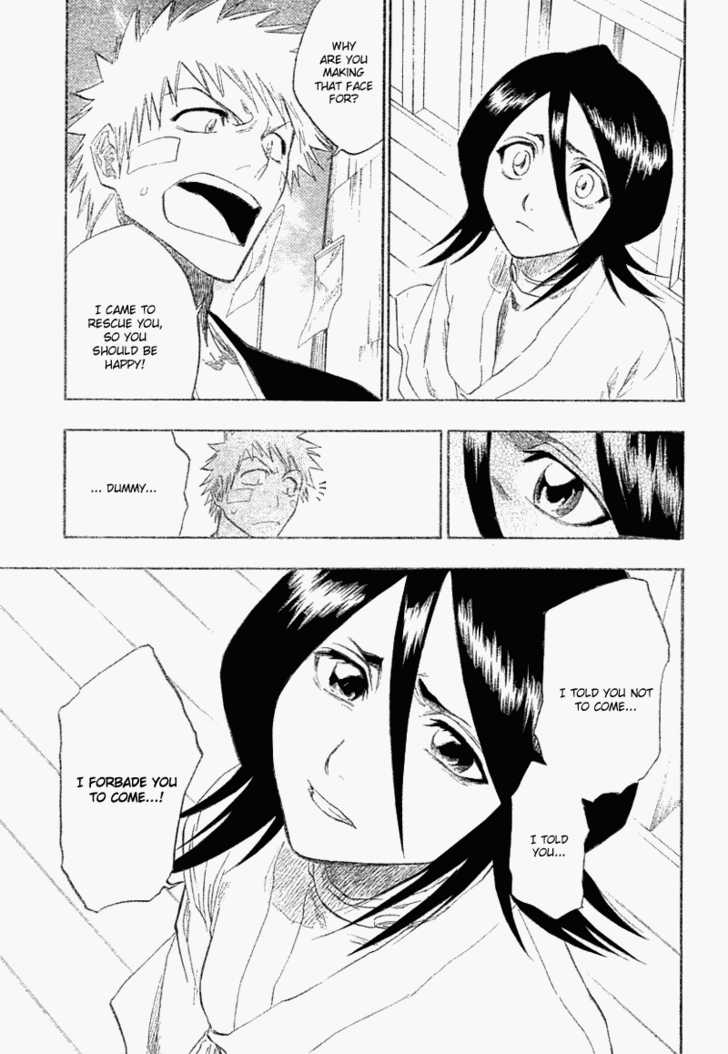 WHY
ARE YOU
MAKING
THAT FACE
FOR?
I CAME TO
RESCUE YOU,
SO YOU
SHOULD BE
HAPPY!
... DUMMY...
I TOLD YOU NOT
TO COME...
I TOLD
YOU...
I FORBADE YOU
TO COME...!